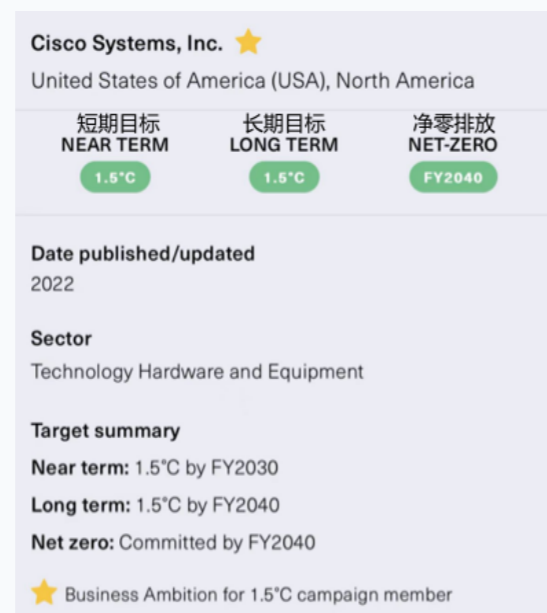 Cisco Systems, Inc.
United States of America (USA), North America
短期目标 长期目标 净零排放
NEAR TERM LONG TERM NET-ZERO
1.5°C 1.5°C FY2040
Date published/updated
2022
Sector
Technology Hardware and Equipment
Target summary
Near term: 1.5°C by FY2030
Long term: 1.5°C by FY2040
Net zero: Committed by FY2040
Business Ambition for 1.5°C campaign member